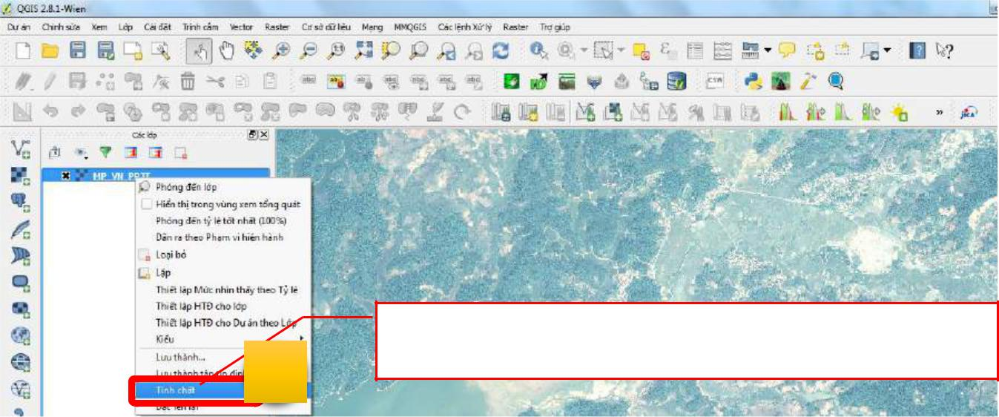 QGIS 2.8.1-Wien
Dự án Chỉnh sửa Xem Lớp Cài đặt Trình cắm Vector Raster Cơ sở dữ liệu Mạng MMQGIS Các lệnh Xử lý Raster Trợ giúp
CSW
JICA
Các lớp
MP_VN_PRJT
Phóng đến lớp
Hiển thị trong vùng xem tổng quát
Phóng đến tỷ lệ tốt nhất (100%)
Dãn ra theo Phạm vi hiện hành
Loại bỏ
Lặp
Thiết lập Mức nhìn thấy theo Tỷ lệ
Thiết lập HTĐ cho lớp
Thiết lập HTĐ cho Dự án theo Lớp
Kiểu
Lưu thành...
Lưu thành tập tin định
Tính chất
Đặc tên lại